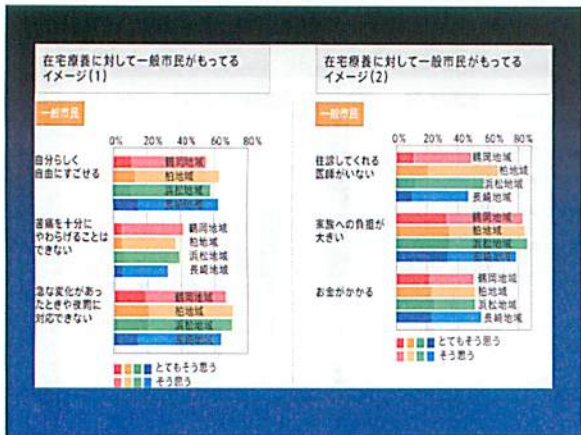 在宅療養に対して一般市民がもってる
イメージ(1)
一般市民
0% 20% 40% 60% 80%
自分らしく
自由にすごせる
鶴岡地域
柏地域
浜松地域
長崎地域
苦痛を十分に
やわらげることは
できない
鶴岡地域
柏地域
浜松地域
長崎地域
急な変化があっ
たときや夜間に
対応できない
鶴岡地域
柏地域
浜松地域
長崎地域
とてもそう思う
そう思う
在宅療養に対して一般市民がもってる
イメージ(2)
一般市民
0% 20% 40% 60% 80%
往診してくれる
医師がいない
鶴岡地域
柏地域
浜松地域
長崎地域
家族への負担が
大きい
鶴岡地域
柏地域
浜松地域
長崎地域
お金がかかる
鶴岡地域
柏地域
浜松地域
長崎地域
とてもそう思う
そう思う